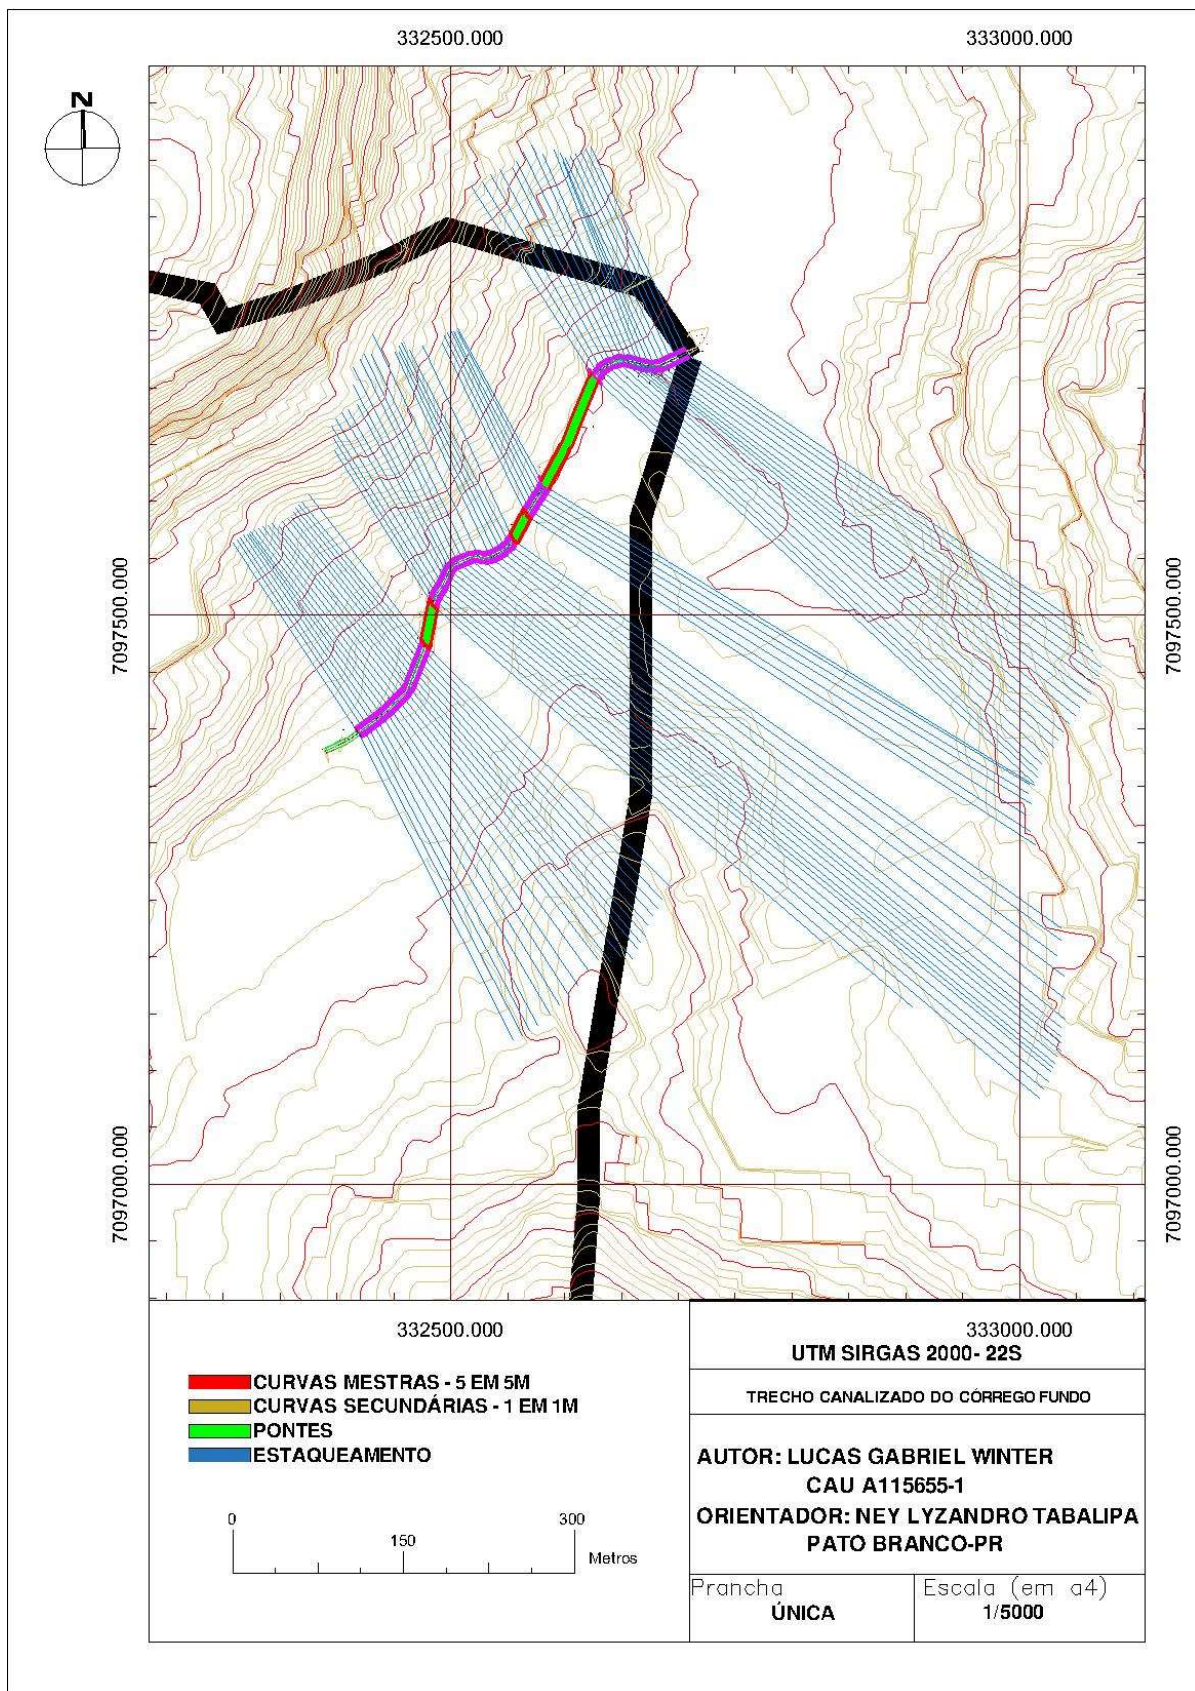 332500.000
333000.000
N
7097500.000
7097500.000
7097000.000
7097000.000
332500.000
333000.000
CURVAS MESTRAS - 5 EM 5M
CURVAS SECUNDÁRIAS - 1 EM 1M
PONTES
ESTAQUEAMENTO
0
300
150
Metros
UTM SIRGAS 2000- 22S
TRECHO CANALIZADO DO CÓRREGO FUNDO
AUTOR: LUCAS GABRIEL WINTER
CAU A115655-1
ORIENTADOR: NEY LYZANDRO TABALIPA
PATO BRANCO-PR
Prancha
ÚNICA
Escala (em a4)
1/5000